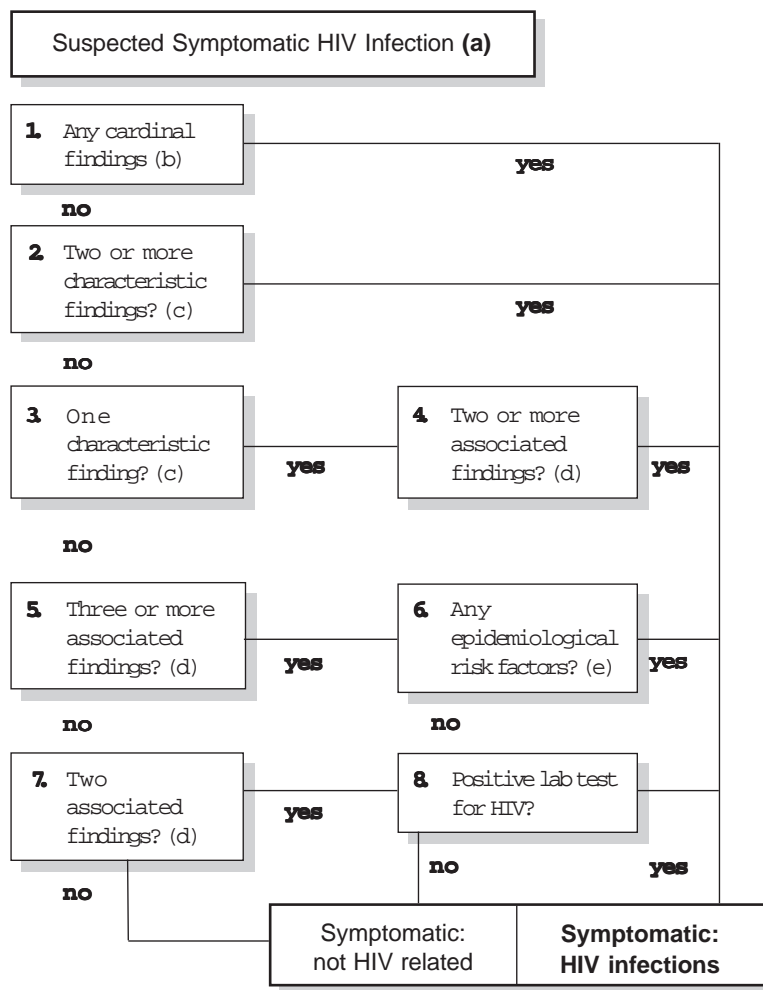 Suspected Symptomatic HIV Infection (a)
1. Any cardinal
findings (b)
yes
no
2. Two or more
characteristic
findings? (c)
yes
no
3. One
characteristic
finding? (c)
yes
4. Two or more
associated
findings? (d)
yes
no
5. Three or more
associated
findings? (d)
yes
6. Any
epidemiological
risk factors? (e)
yes
no
no
7. Two
associated
findings? (d)
yes
8. Positive lab test
for HIV?
no
yes
no
Symptomatic:
not HIV related
Symptomatic:
HIV infections